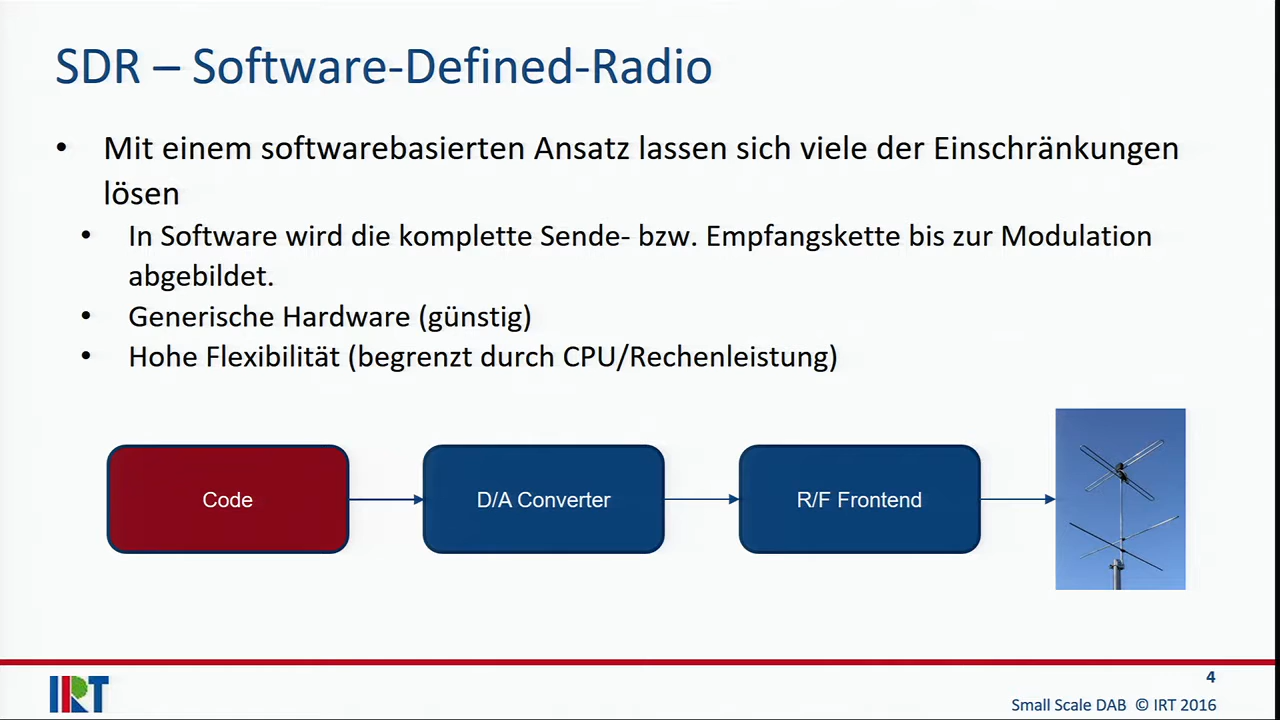 SDR – Software-Defined-Radio
• Mit einem softwarebasierten Ansatz lassen sich viele der Einschränkungen
lösen
• In Software wird die komplette Sende- bzw. Empfangskette bis zur Modulation
abgebildet.
• Generische Hardware (günstig)
• Hohe Flexibilität (begrenzt durch CPU/Rechenleistung)
Code
D/A Converter
R/F Frontend
IRT
4
Small Scale DAB © IRT 2016